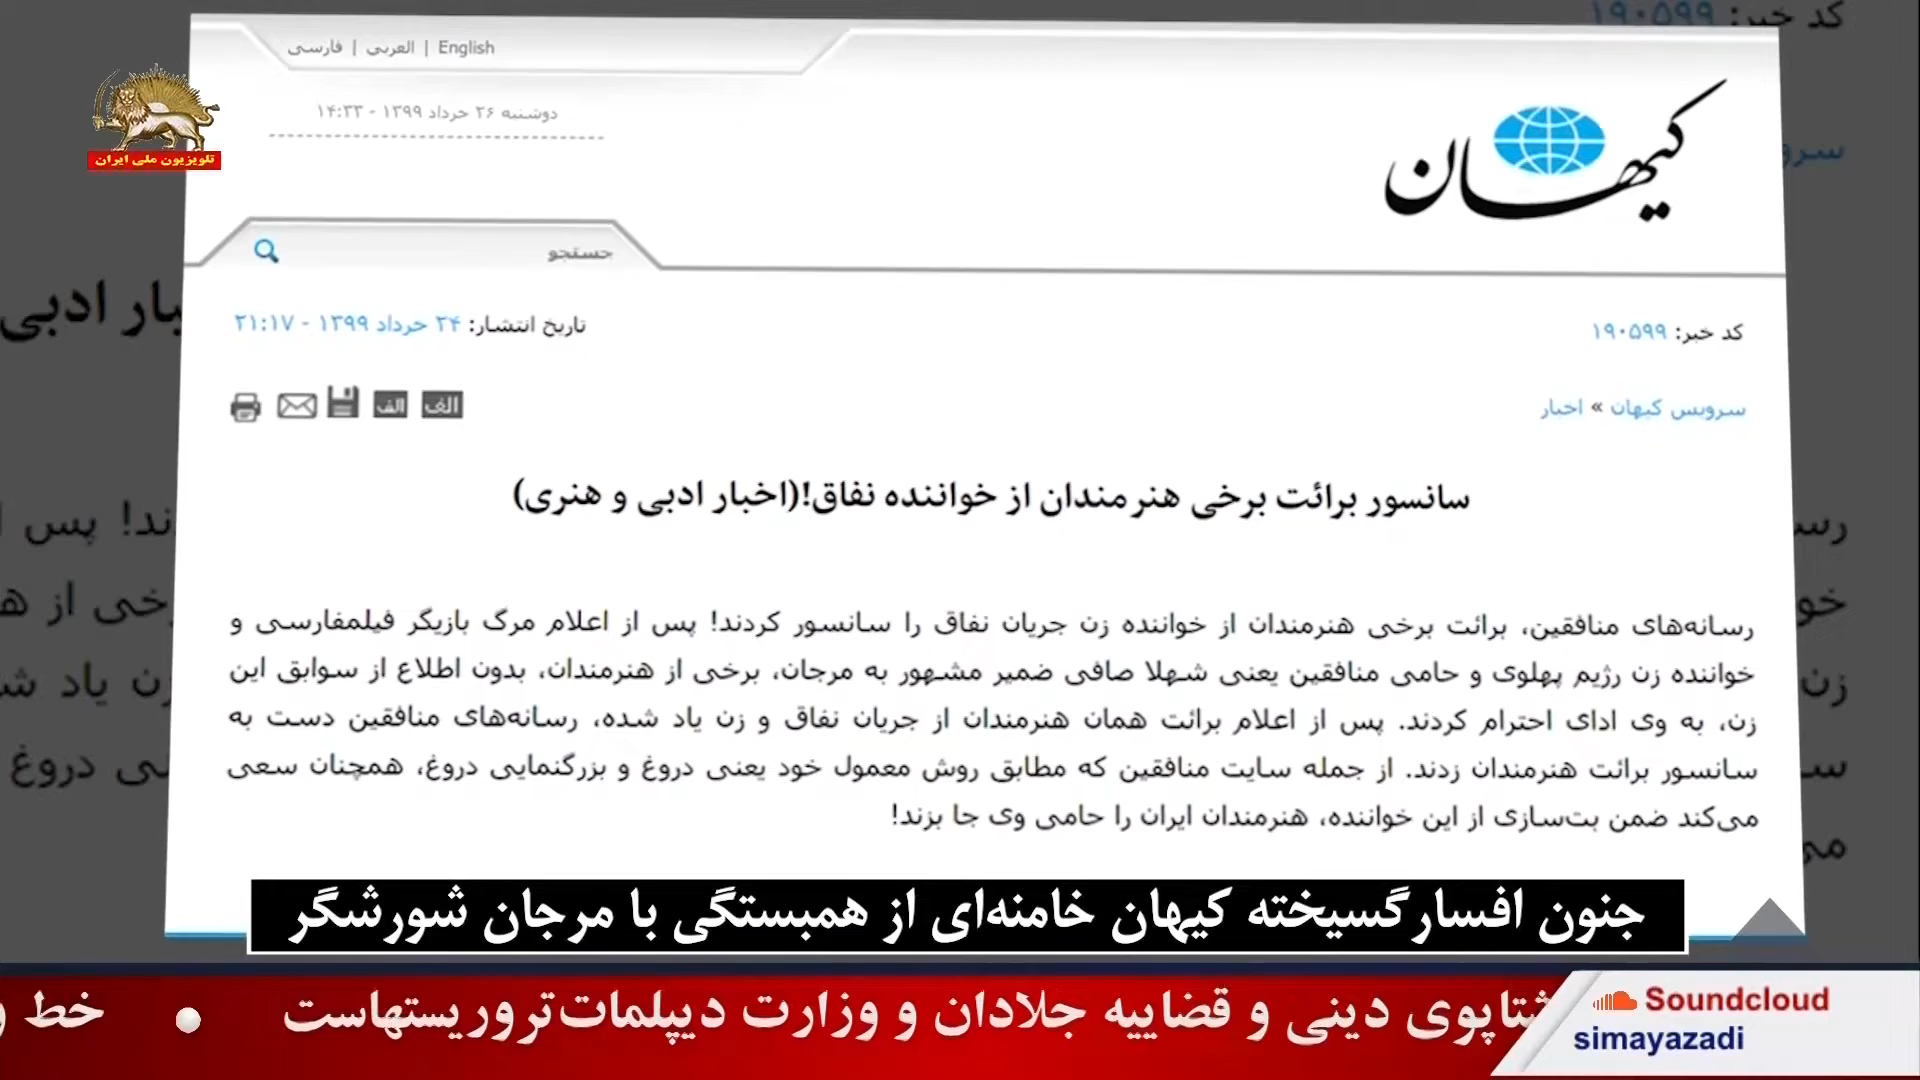 کد خبر: ۱۹۰۵۹۹
فارسی | العربی | English
دوشنبه ۲۶ خرداد ۱۳۹۹ - ۱۴:۳۳
کیهان
تلویزیون ملی ایران
جستجو
کد خبر: ۱۹۰۵۹۹
تاریخ انتشار: ۲۴ خرداد ۱۳۹۹ - ۲۱:۱۷
الف الف
سرویس کیهان » اخبار
سانسور برائت برخی هنرمندان از خواننده نفاق!(اخبار ادبی و هنری)
رسانه‌های منافقین، برائت برخی هنرمندان از خواننده زن جریان نفاق را سانسور کردند! پس از اعلام مرگ بازیگر فیلمفارسی و
خواننده زن رژیم پهلوی و حامی منافقین یعنی شهلا صافی ضمیر مشهور به مرجان، برخی از هنرمندان، بدون اطلاع از سوابق این
زن، به وی ادای احترام کردند. پس از اعلام برائت همان هنرمندان از جریان نفاق و زن یاد شده، رسانه‌های منافقین دست به
سانسور برائت هنرمندان زدند. از جمله سایت منافقین که مطابق روش معمول خود یعنی دروغ و بزرگنمایی دروغ، همچنان سعی
می‌کند ضمن بت‌سازی از این خواننده، هنرمندان ایران را حامی وی جا بزند!
جنون افسارگسیخته کیهان خامنه‌ای از همبستگی با مرجان شورشگر
شتاپوی دینی و قضاییه جلادان و وزارت دیپلمات‌تروریستهاست • خط و
Soundcloud
simayazadi